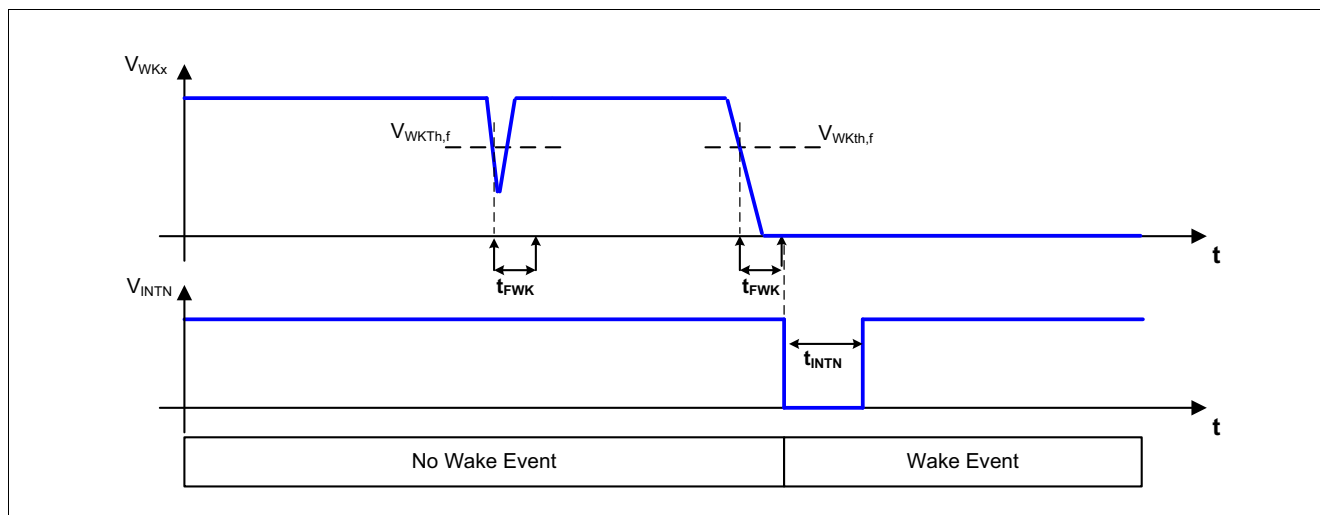 VWKx
VWKTh,f
VWKth,f
t
tFWK
tFWK
VINTN
tINTN
t
No Wake Event
Wake Event